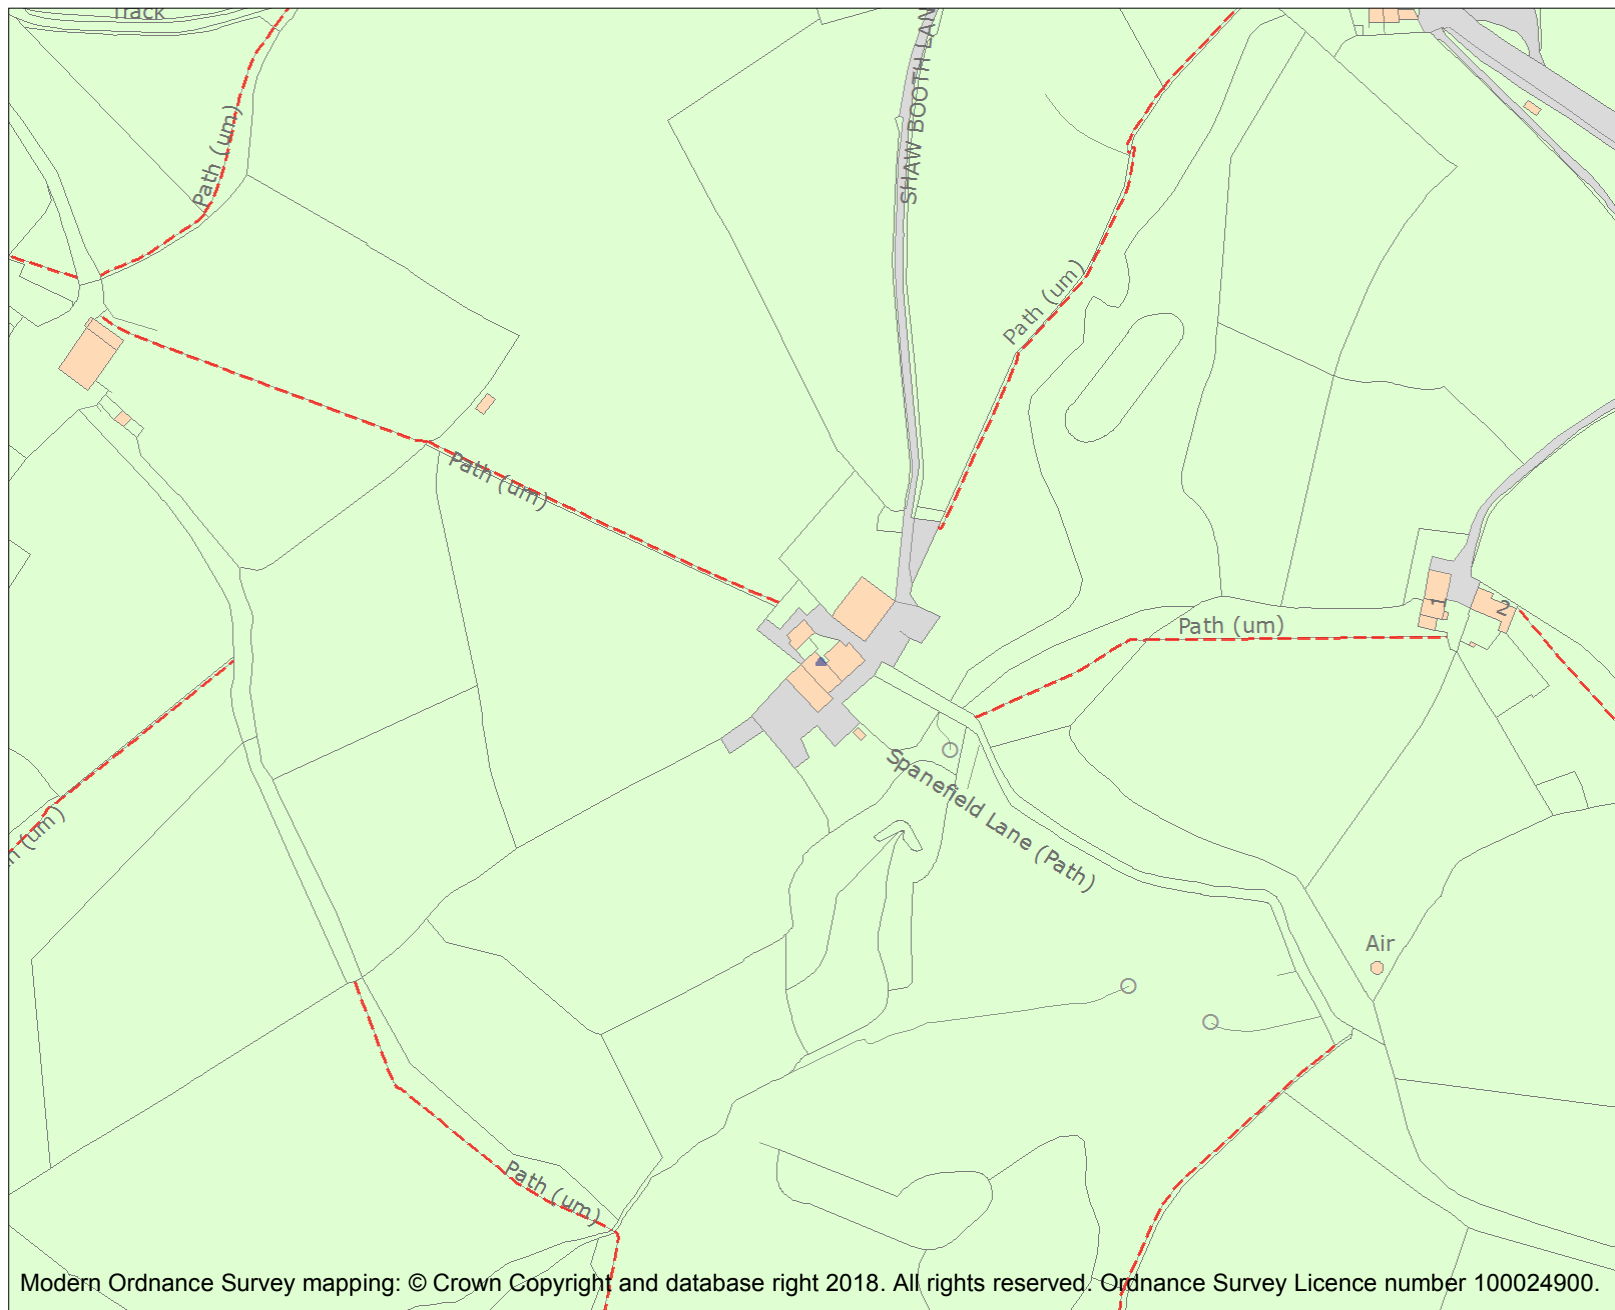 Track
SHAW BOOTH LAN
Path (um)
Path (um)
Path (um)
Path (um)
1
2
Spanefield Lane (Path)
(um)
Air
Path (um)
Modern Ordnance Survey mapping: © Crown Copyright and database right 2018. All rights reserved. Ordnance Survey Licence number 100024900.